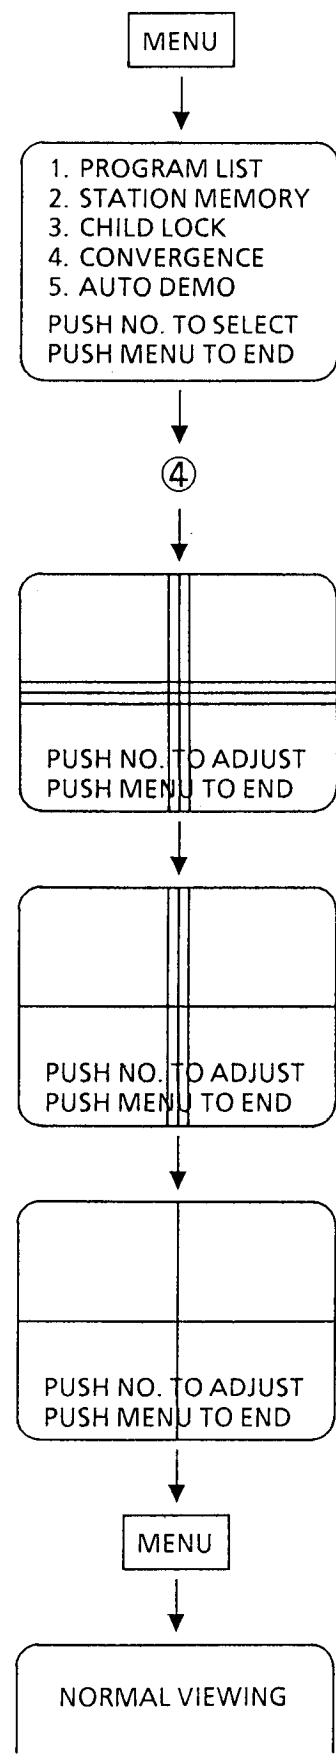 MENU
1. PROGRAM LIST
2. STATION MEMORY
3. CHILD LOCK
4. CONVERGENCE
5. AUTO DEMO
PUSH NO. TO SELECT
PUSH MENU TO END
④
PUSH NO. TO ADJUST
PUSH MENU TO END
PUSH NO. TO ADJUST
PUSH MENU TO END
PUSH NO. TO ADJUST
PUSH MENU TO END
MENU
NORMAL VIEWING